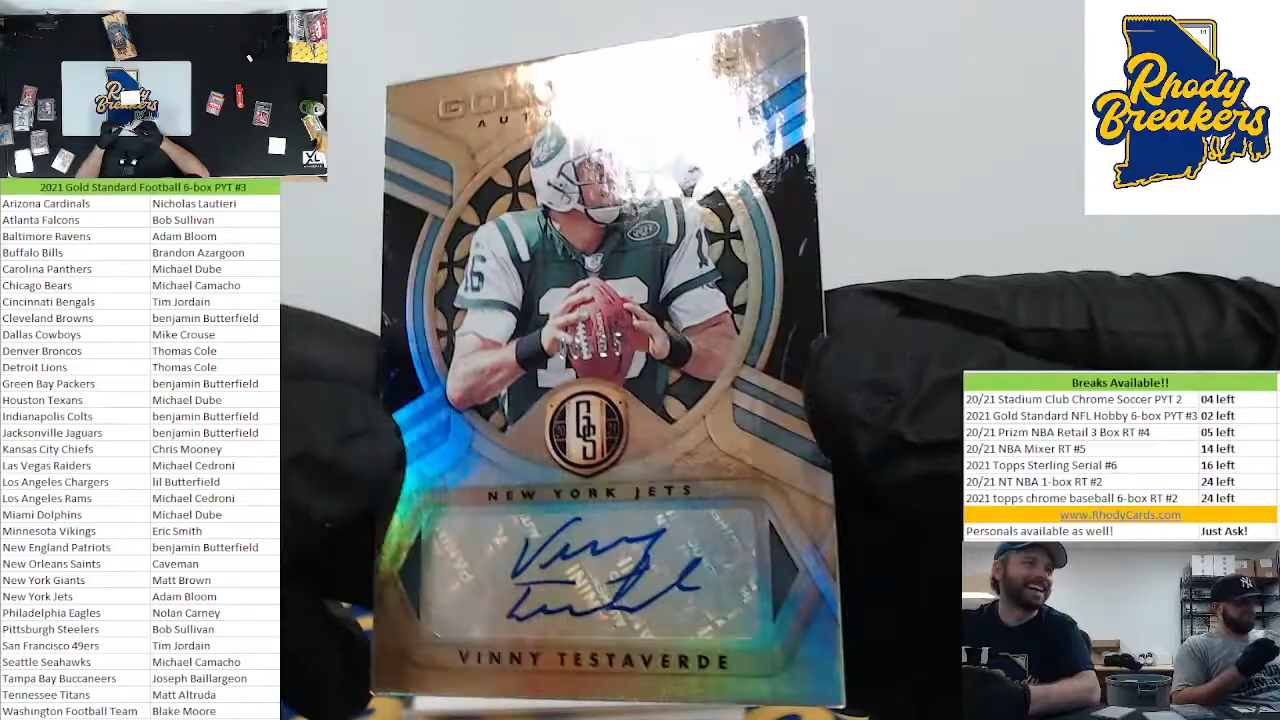 Rhody
Breakers
XL
2021 Gold Standard Football 6-box PYT #3
Arizona Cardinals Nicholas Lautieri
Atlanta Falcons Bob Sullivan
Baltimore Ravens Adam Bloom
Buffalo Bills Brandon Azargoon
Carolina Panthers Michael Dube
Chicago Bears Michael Camacho
Cincinnati Bengals Tim Jordain
Cleveland Browns benjamin Butterfield
Dallas Cowboys Mike Crouse
Denver Broncos Thomas Cole
Detroit Lions Thomas Cole
Green Bay Packers benjamin Butterfield
Houston Texans Michael Dube
Indianapolis Colts benjamin Butterfield
Jacksonville Jaguars benjamin Butterfield
Kansas City Chiefs Chris Mooney
Las Vegas Raiders Michael Cedroni
Los Angeles Chargers lil Butterfield
Los Angeles Rams Michael Cedroni
Miami Dolphins Michael Dube
Minnesota Vikings Eric Smith
New England Patriots benjamin Butterfield
New Orleans Saints Caveman
New York Giants Matt Brown
New York Jets Adam Bloom
Philadelphia Eagles Nolan Carney
Pittsburgh Steelers Bob Sullivan
San Francisco 49ers Tim Jordain
Seattle Seahawks Michael Camacho
Tampa Bay Buccaneers Joseph Baillargeon
Tennessee Titans Matt Altruda
Washington Football Team Blake Moore
GOL
AUTO
16
GS
NEW YORK JETS
Vinny
Testaverde
VINNY TESTAVERDE
Rhody
Breakers
Breaks Available!!
20/21 Stadium Club Chrome Soccer PYT 2 04 left
2021 Gold Standard NFL Hobby 6-box PYT #3 02 left
20/21 Prizm NBA Retail 3 Box RT #4 05 left
20/21 NBA Mixer RT #5 14 left
2021 Topps Sterling Serial #6 16 left
20/21 NT NBA 1-box RT #2 24 left
2021 topps chrome baseball 6-box RT #2 24 left
www.RhodyCards.com
Personals available as well! Just Ask!